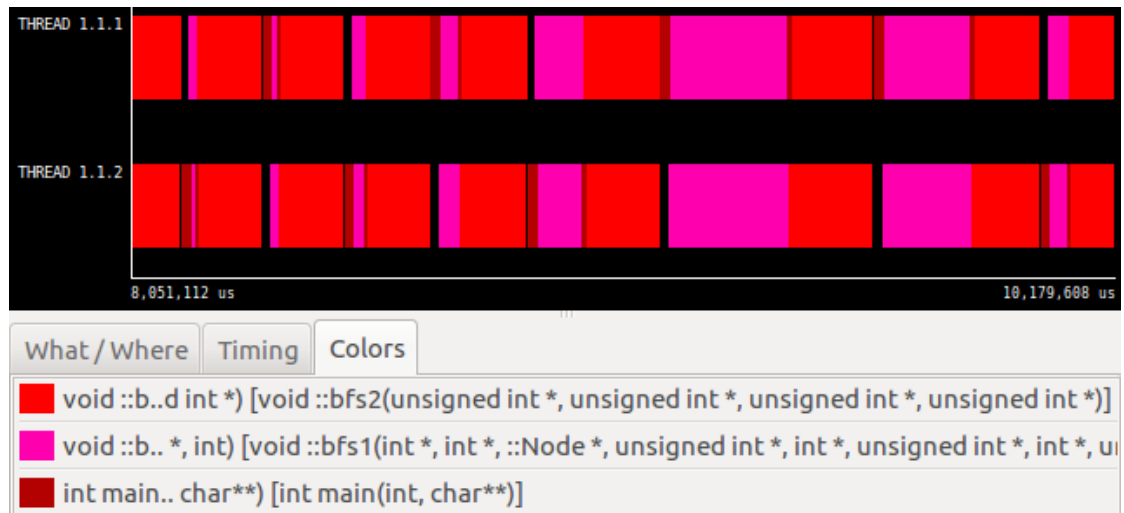 THREAD 1.1.1
THREAD 1.1.2
8,051,112 us
10,179,608 us
What / Where
Timing
Colors
void ::b..d int *) [void ::bfs2(unsigned int *, unsigned int *, unsigned int *, unsigned int *)]
void ::b.. *, int) [void ::bfs1(int *, int *, ::Node *, unsigned int *, int *, unsigned int *, int *,
int main.. char**) [int main(int, char**)]